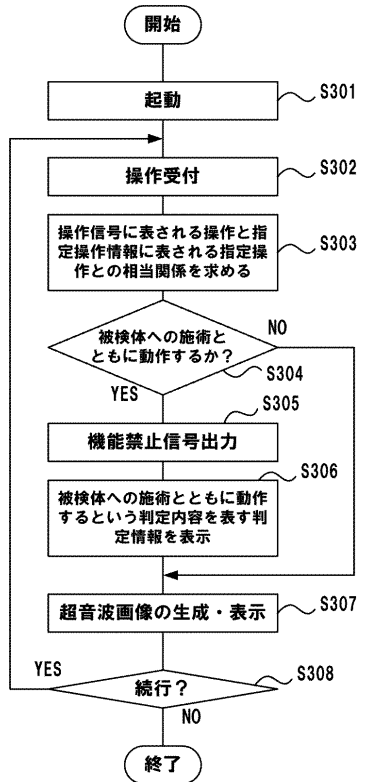 開始
起動
S301
操作受付
S302
操作信号に表される操作と指
定操作情報に表される指定操
作との相当関係を求める
S303
被検体への施術と
ともに動作するか？
NO
S304
YES
S305
機能禁止信号出力
S306
被検体への施術とともに動作
するという判定内容を表す判
定情報を表示
超音波画像の生成・表示
S307
YES
続行？
S308
NO
終了